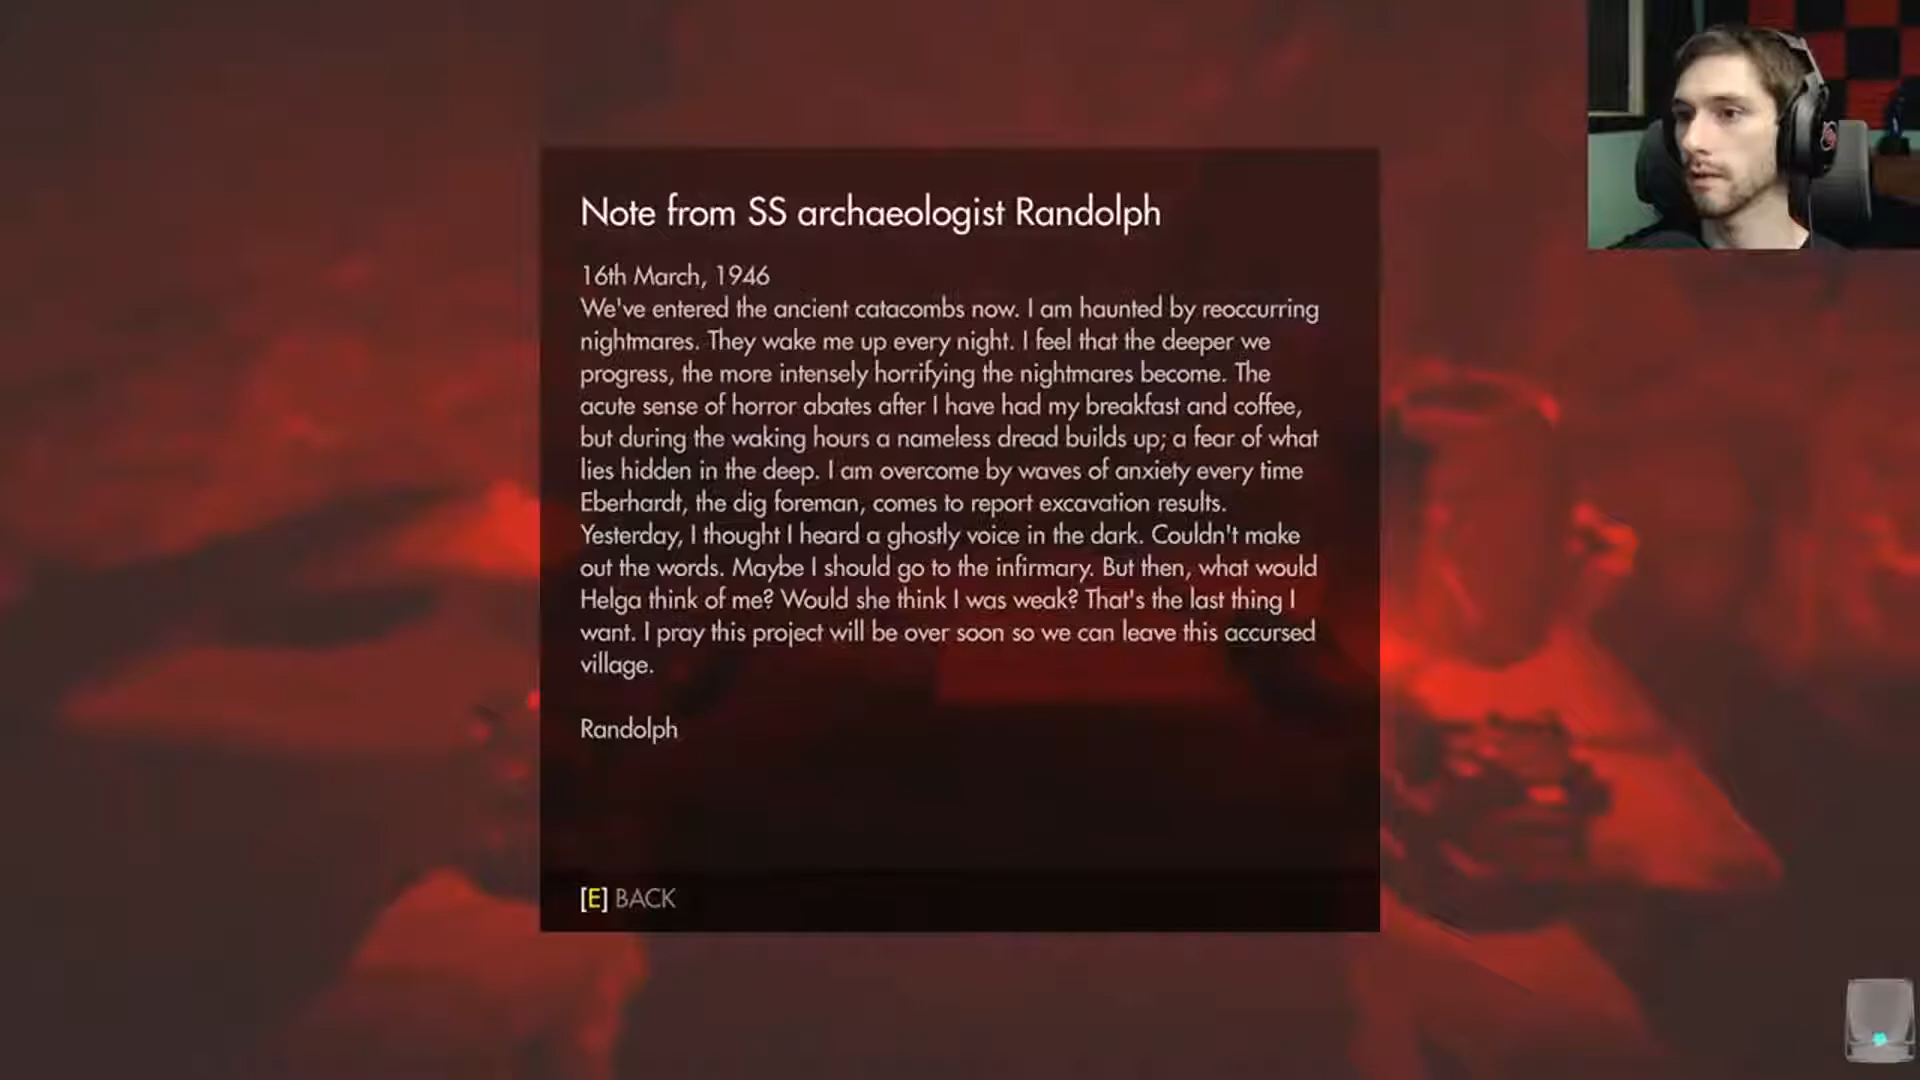 Note from SS archaeologist Randolph
16th March, 1946
We've entered the ancient catacombs now. I am haunted by reoccurring
nightmares. They wake me up every night. I feel that the deeper we
progress, the more intensely horrifying the nightmares become. The
acute sense of horror abates after I have had my breakfast and coffee,
but during the waking hours a nameless dread builds up; a fear of what
lies hidden in the deep. I am overcome by waves of anxiety every time
Eberhardt, the dig foreman, comes to report excavation results.
Yesterday, I thought I heard a ghostly voice in the dark. Couldn't make
out the words. Maybe I should go to the infirmary. But then, what would
Helga think of me? Would she think I was weak? That's the last thing I
want. I pray this project will be over soon so we can leave this accursed
village.
Randolph
[E] BACK